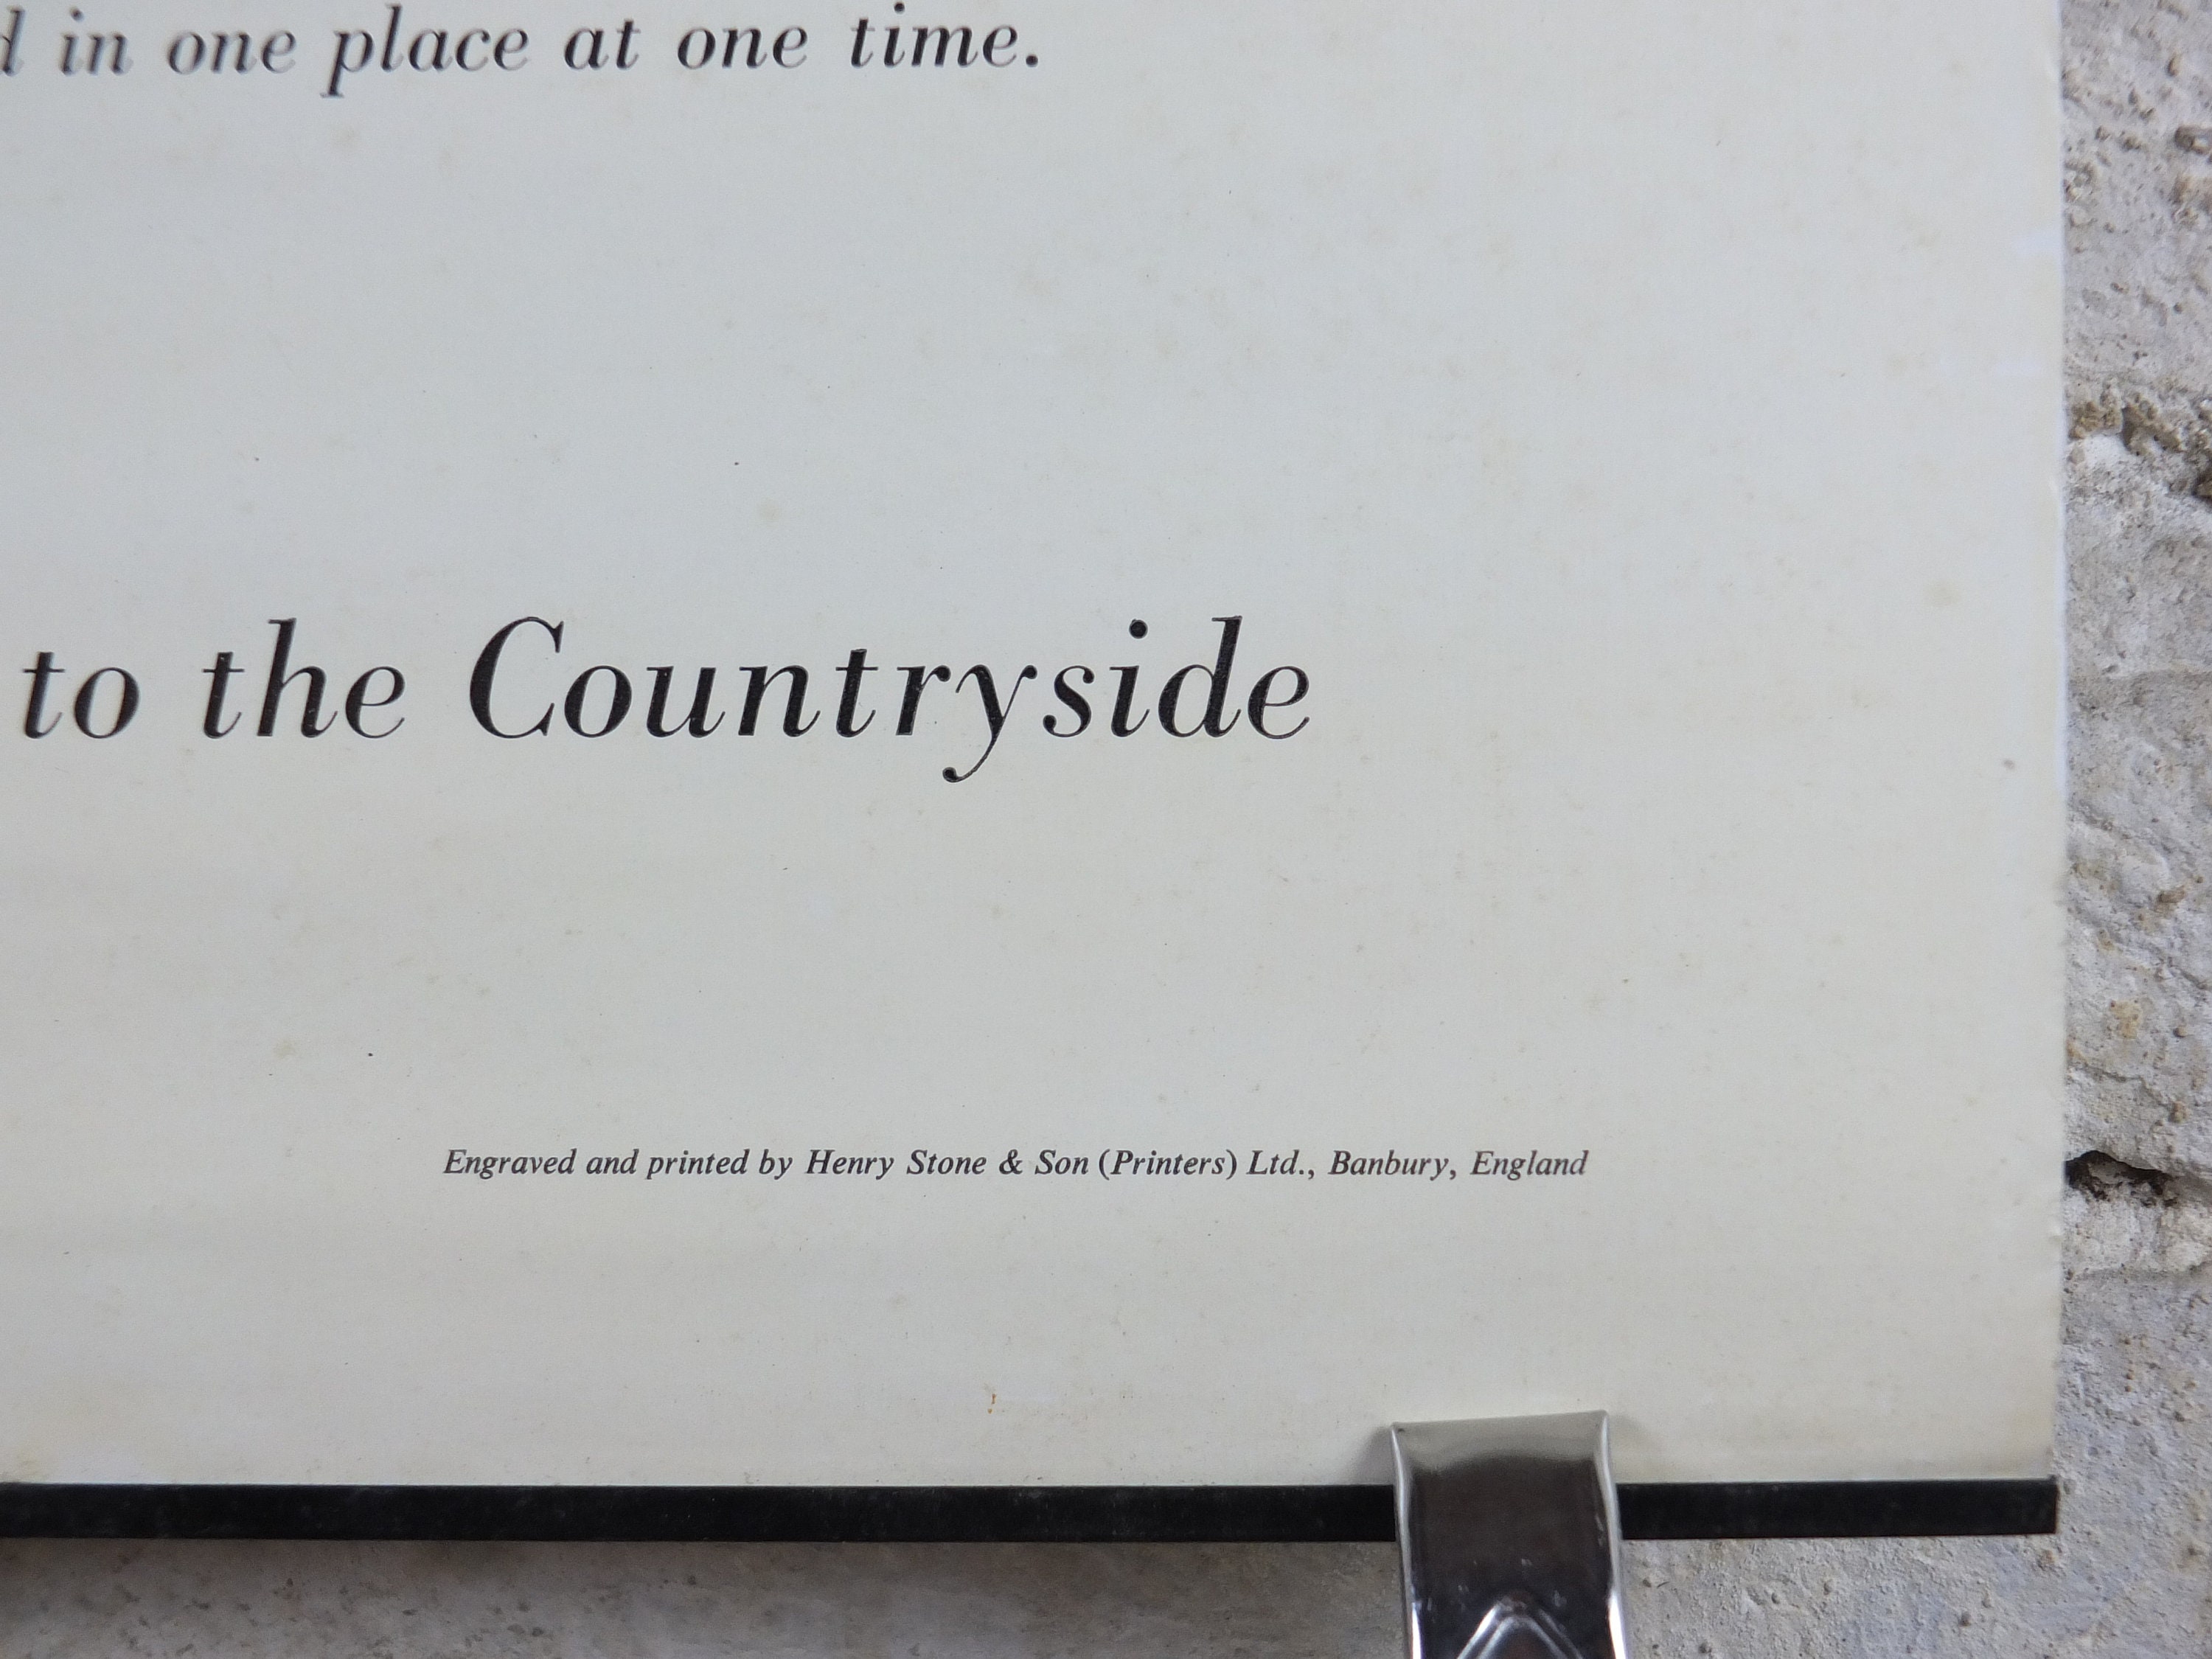 in one place at one time.
to the Countryside
Engraved and printed by Henry Stone & Son (Printers) Ltd., Banbury, England